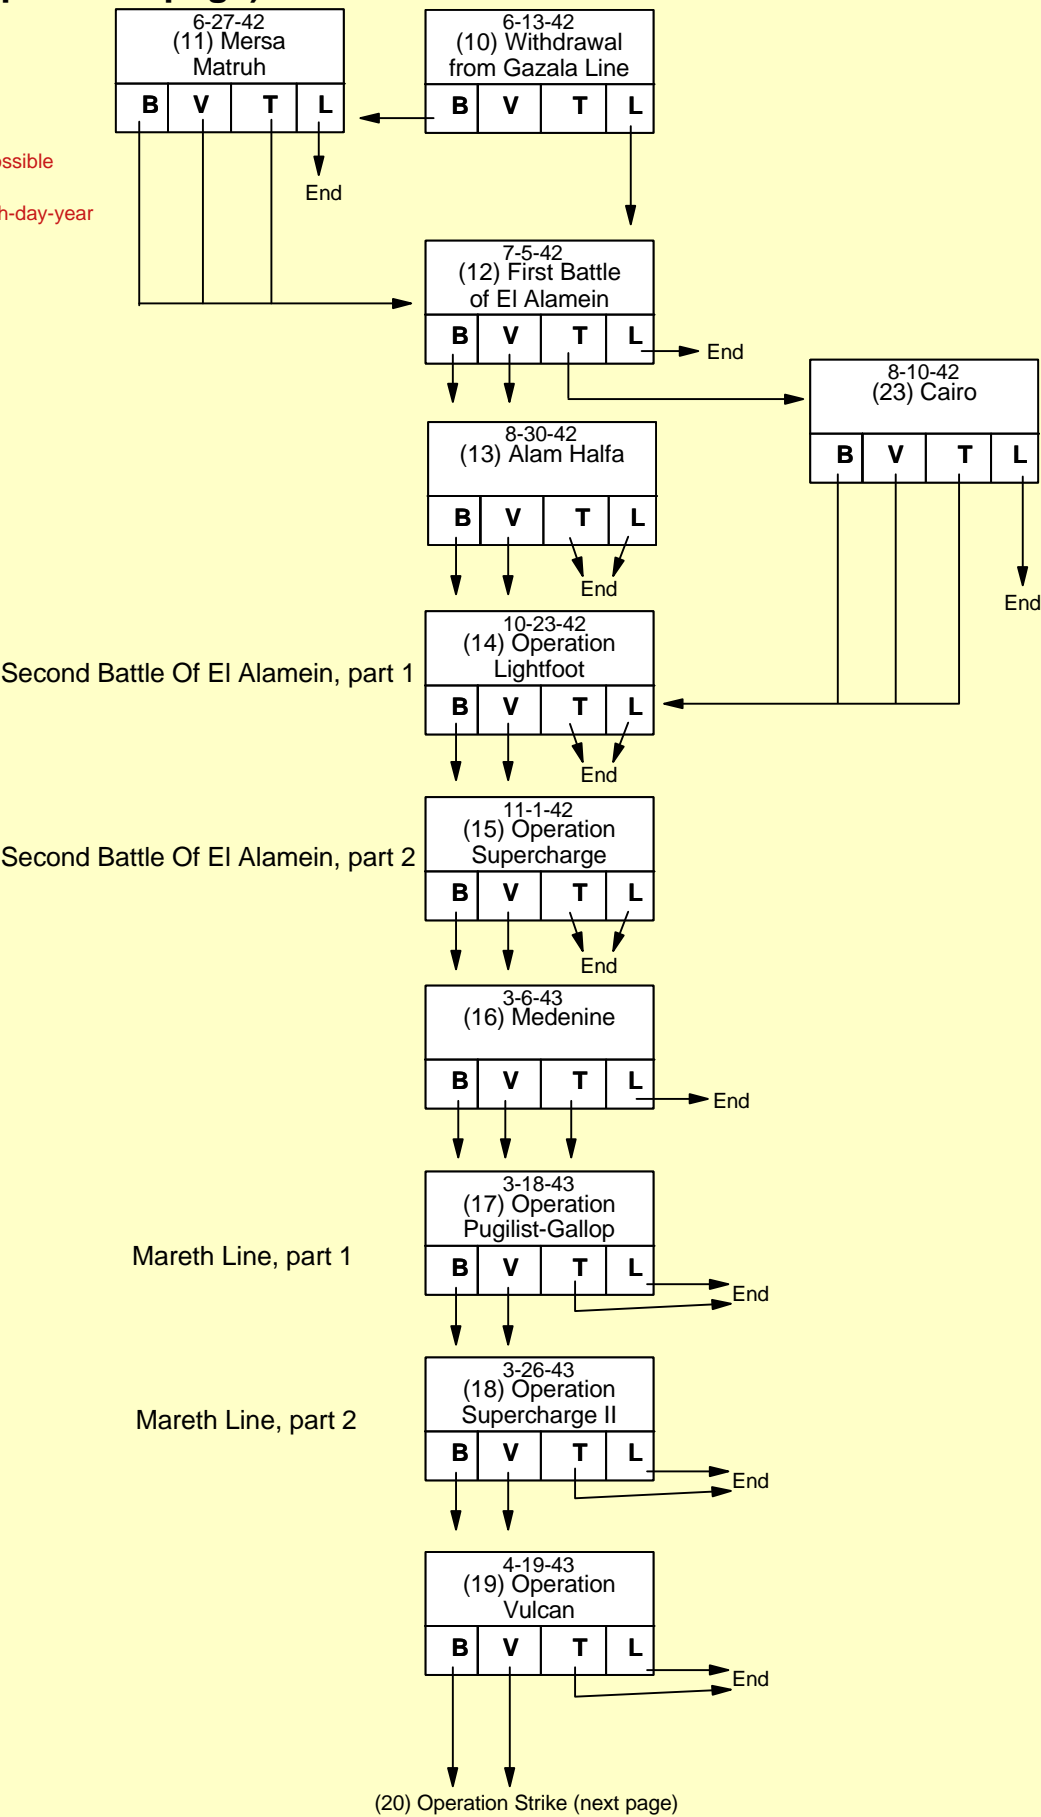 6-27-42
(11) Mersa
Matruh
B V T L
End
6-13-42
(10) Withdrawal
from Gazala Line
B V T L
h-day-year
7-5-42
(12) First Battle
of El Alamein
B V T L
End
8-10-42
(23) Cairo
B V T L
End
8-30-42
(13) Alam Halfa
B V T L
End
Second Battle Of El Alamein, part 1
10-23-42
(14) Operation
Lightfoot
B V T L
End
Second Battle Of El Alamein, part 2
11-1-42
(15) Operation
Supercharge
B V T L
End
3-6-43
(16) Medenine
B V T L
End
Mareth Line, part 1
3-18-43
(17) Operation
Pugilist-Gallop
B V T L
End
Mareth Line, part 2
3-26-43
(18) Operation
Supercharge II
B V T L
End
4-19-43
(19) Operation
Vulcan
B V T L
End
(20) Operation Strike (next page)